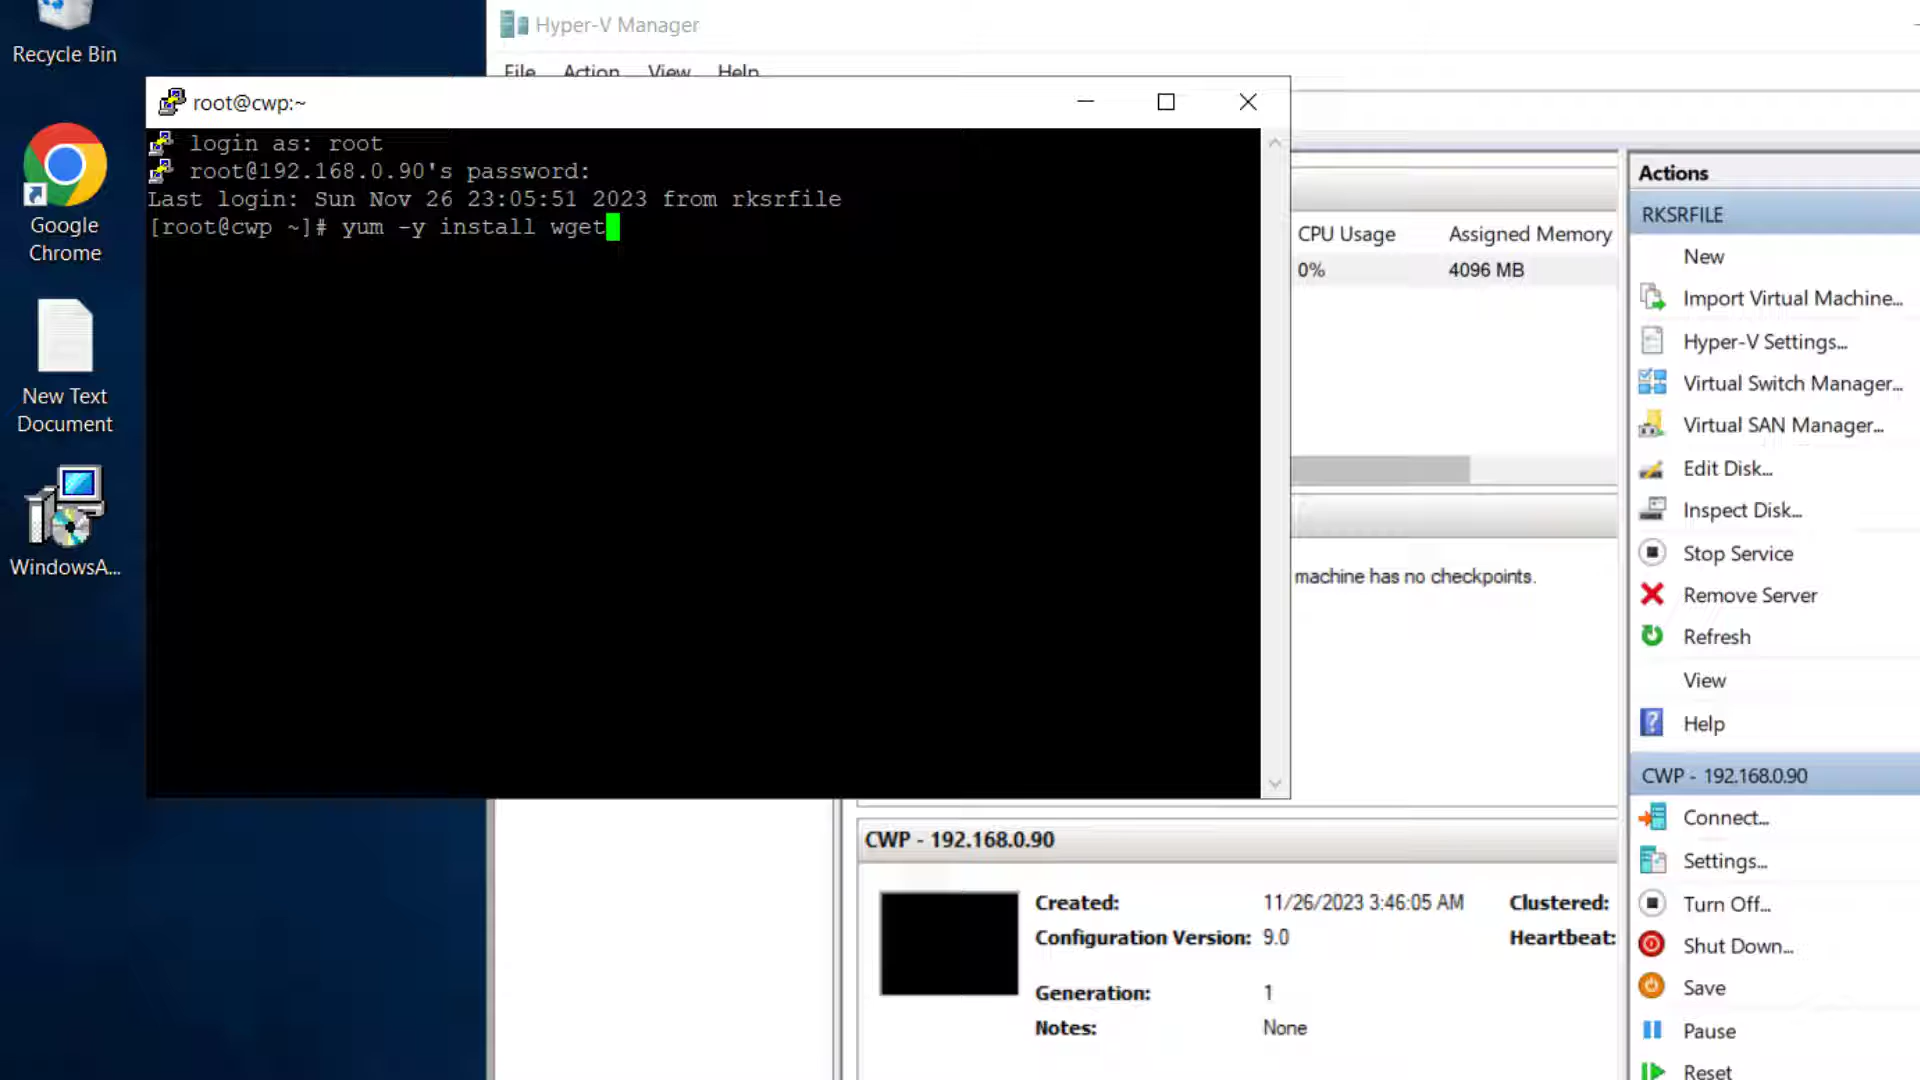 Recycle Bin
Google
Chrome
New Text
Document
WindowsA...
Hyper-V Manager
File Action View Help
root@cwp:~
login as: root
root@192.168.0.90's password:
Last login: Sun Nov 26 23:05:51 2023 from rksrfile
[root@cwp ~]# yum -y install wget
CPU Usage Assigned Memory
0% 4096 MB
machine has no checkpoints.
CWP - 192.168.0.90
Created: 11/26/2023 3:46:05 AM Clustered:
Configuration Version: 9.0 Heartbeat:
Generation: 1
Notes: None
Actions
RKSRFILE
New
Import Virtual Machine...
Hyper-V Settings...
Virtual Switch Manager...
Virtual SAN Manager...
Edit Disk...
Inspect Disk...
Stop Service
Remove Server
Refresh
View
Help
CWP - 192.168.0.90
Connect...
Settings...
Turn Off...
Shut Down...
Save
Pause
Reset